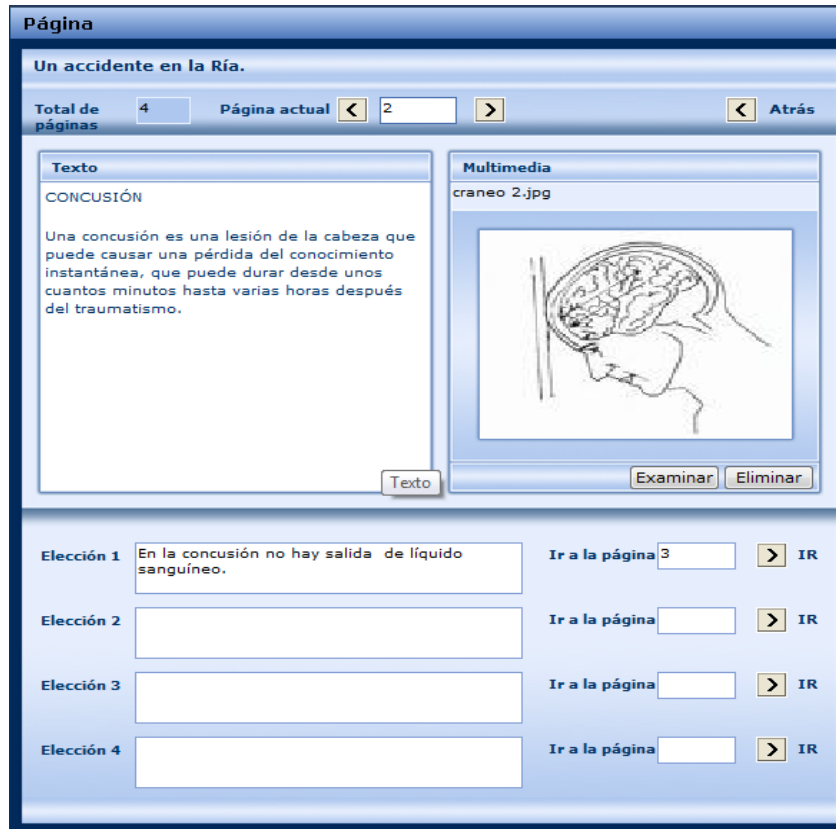 Página
Un accidente en la Ría.
Total de páginas 4 Página actual 2 Atrás
Texto
CONCUSIÓN
Una concusión es una lesión de la cabeza que
puede causar una pérdida del conocimiento
instantánea, que puede durar desde unos
cuantos minutos hasta varias horas después
del traumatismo.
Texto
Multimedia
craneo 2.jpg
Examinar Eliminar
Elección 1 En la concusión no hay salida de líquido
sanguíneo.
Ir a la página 3 IR
Elección 2 Ir a la página IR
Elección 3 Ir a la página IR
Elección 4 Ir a la página IR